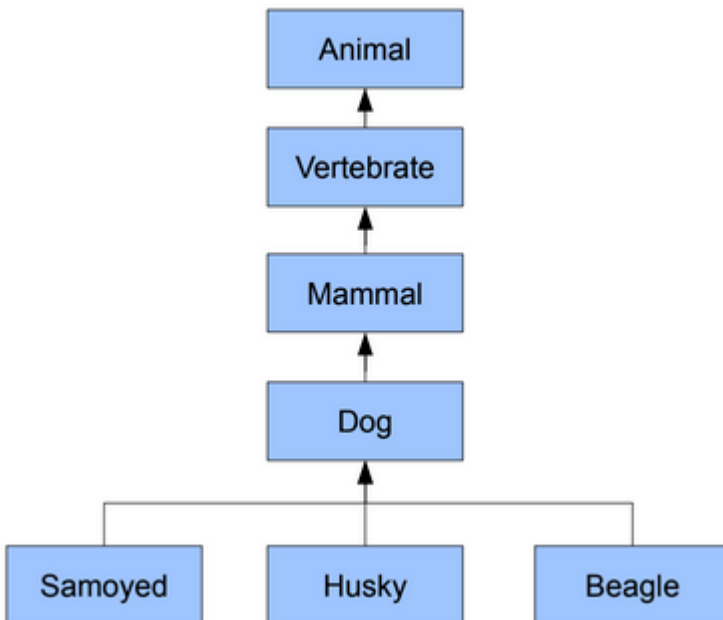 Animal
Vertebrate
Mammal
Dog
Samoyed
Husky
Beagle